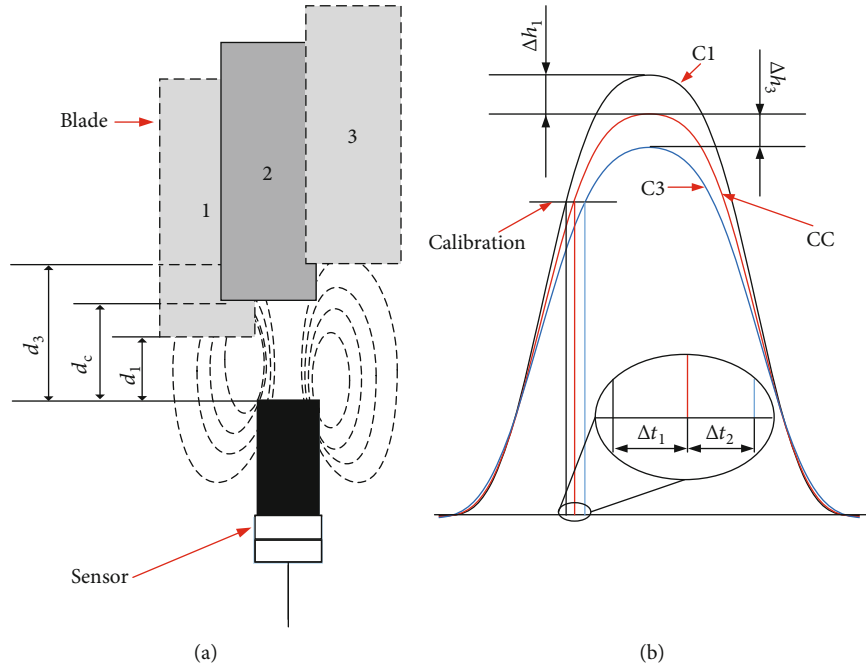 Blade
1
2
3
d3
dc
d1
Sensor
(a)
Δh1
C1
Δh3
C3
CC
Calibration
Δt1
Δt2
(b)